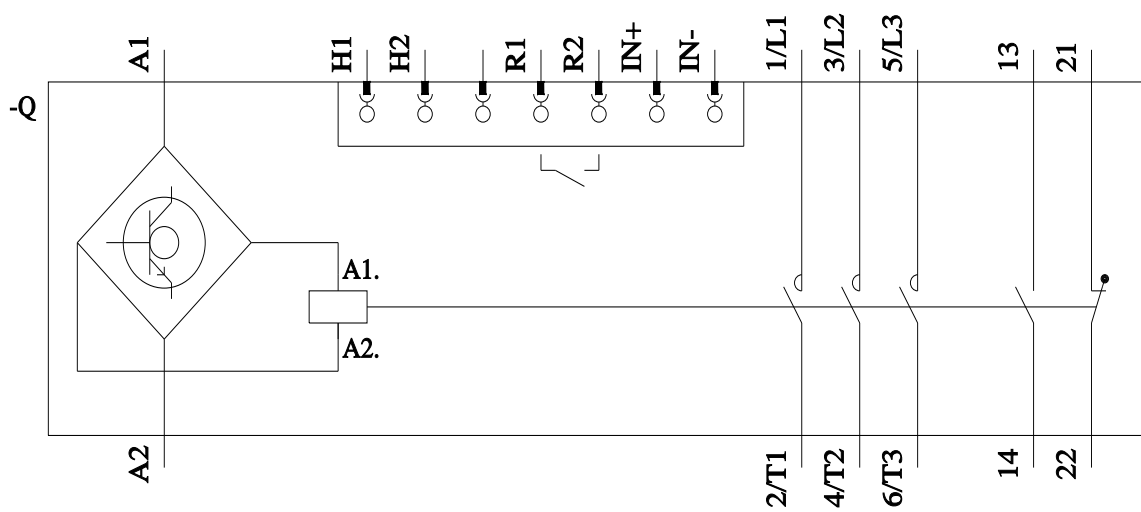 A1
H1
H2
R1
R2
IN+
IN-
1/L1
3/L2
5/L3
13
21
-Q
A1.
A2.
A2
2/T1
4/T2
6/T3
14
22